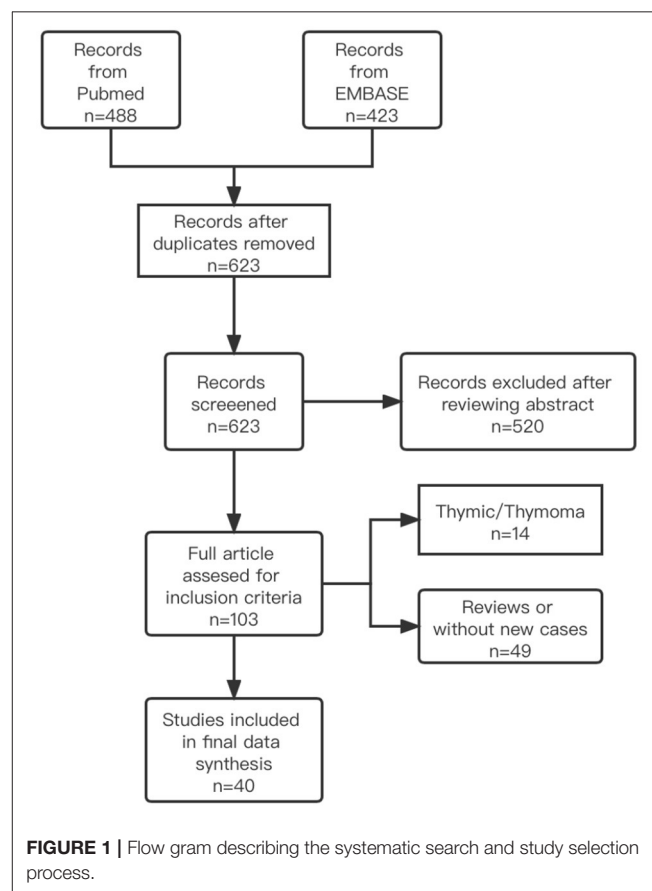 Records
from
Pubmed
n=488
Records
from
EMBASE
n=423
Records after
duplicates removed
n=623
Records
screeened
n=623
Records excluded after
reviewing abstract
n=520
Full article
assesed for
inclusion criteria
n=103
Thymic/Thymoma
n=14
Reviews or
without new cases
n=49
Studies included
in final data
synthesis
n=40
FIGURE 1 | Flow gram describing the systematic search and study selection
process.